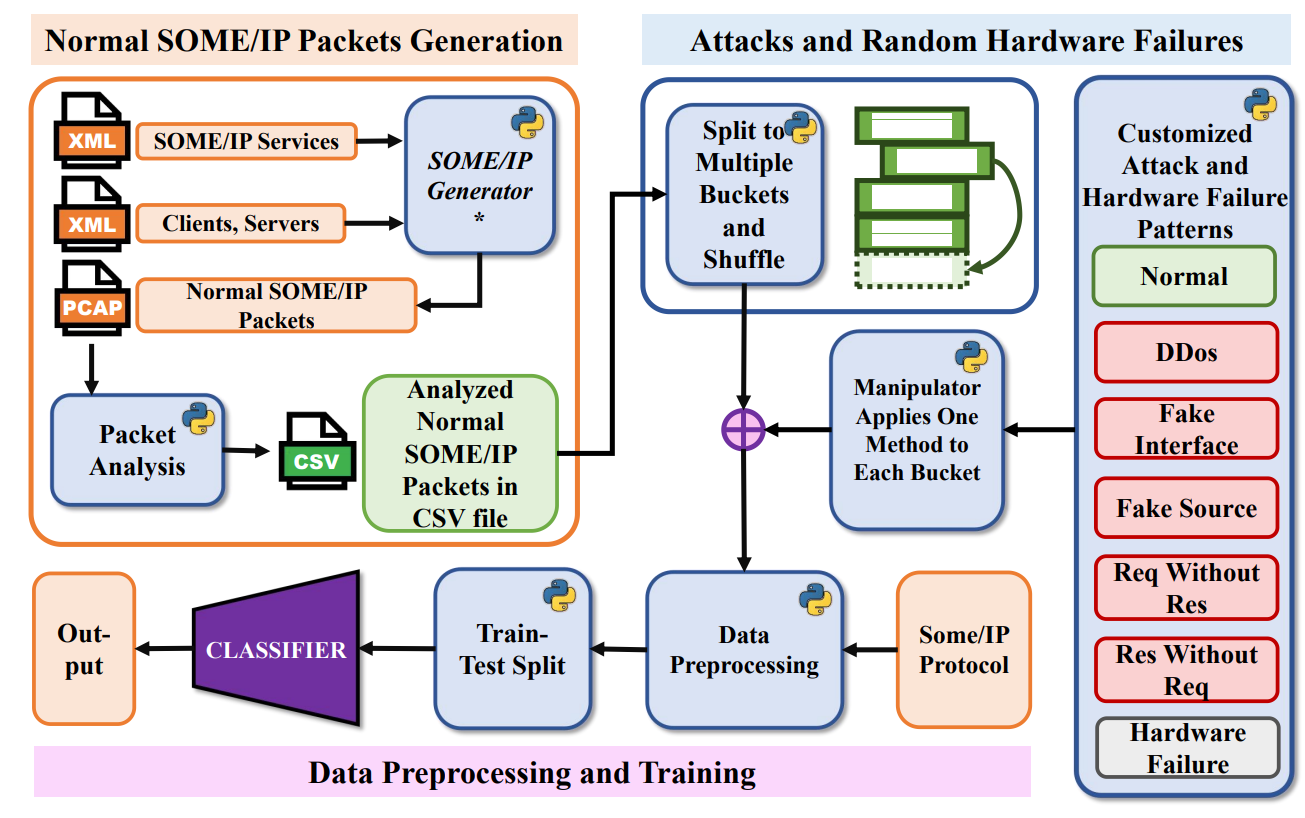 Normal SOME/IP Packets Generation
XML
SOME/IP Services
XML
Clients, Servers
SOME/IP
Generator
*
PCAP
Normal SOME/IP
Packets
Packet
Analysis
CSV
Analyzed
Normal
SOME/IP
Packets in
CSV file
Attacks and Random Hardware Failures
Split to
Multiple
Buckets
and
Shuffle
Manipulator
Applies One
Method to
Each Bucket
Customized
Attack and
Hardware Failure
Patterns
Normal
DDos
Fake
Interface
Fake Source
Req Without
Res
Res Without
Req
Hardware
Failure
Some/IP
Protocol
Data
Preprocessing
Train-
Test Split
CLASSIFIER
Out-
put
Data Preprocessing and Training